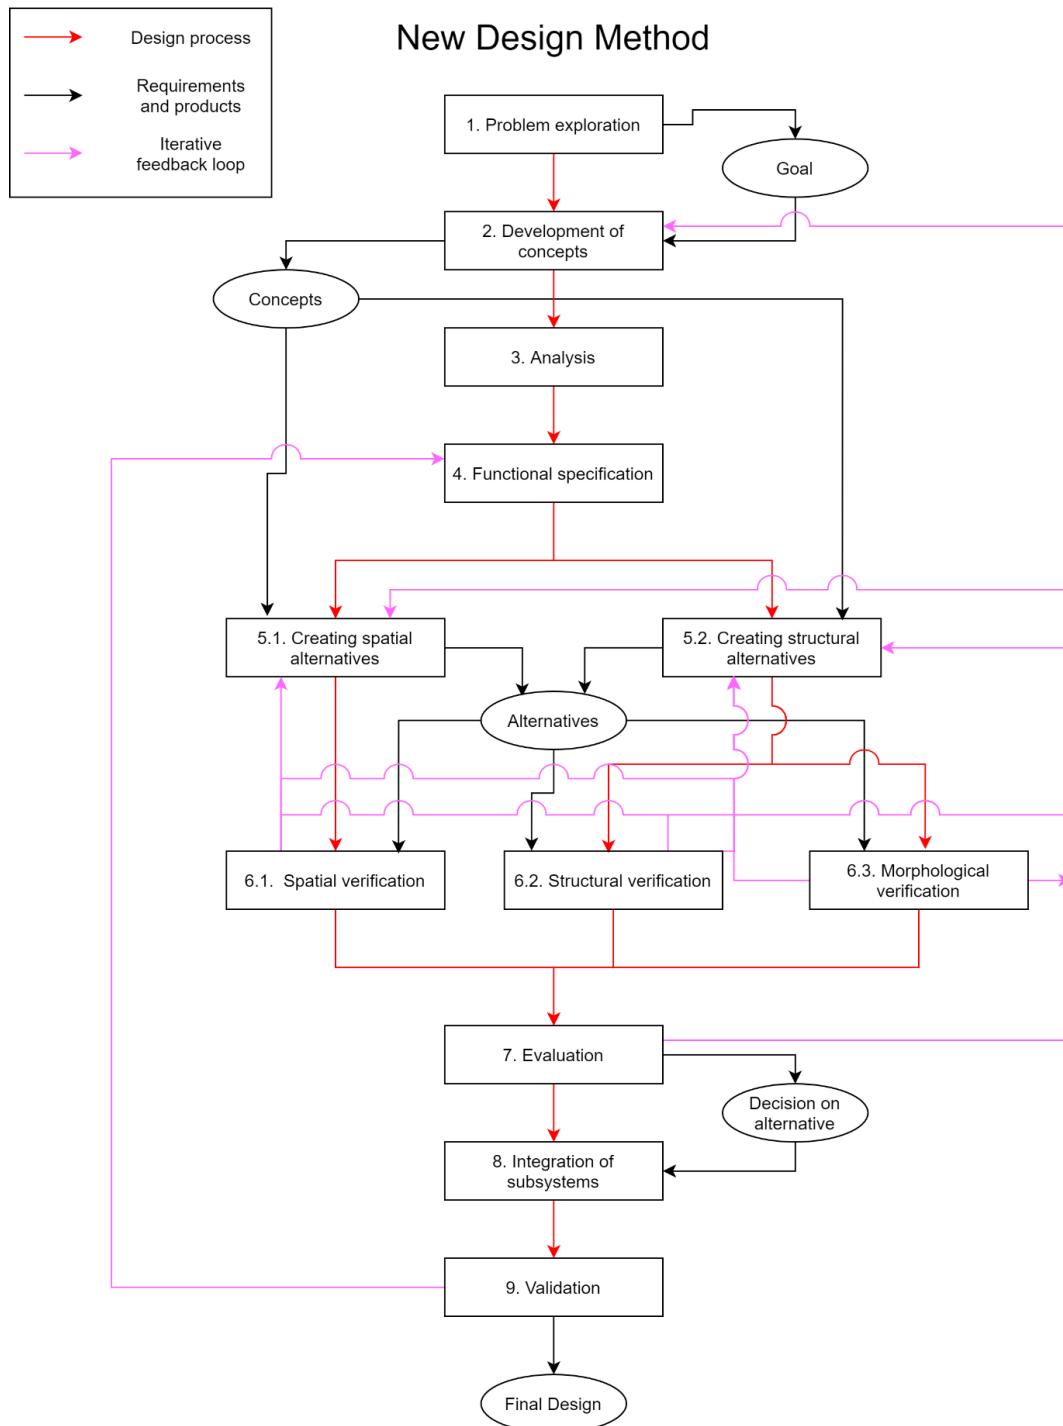 New Design Method
Design process
Requirements
and products
Iterative
feedback loop
1. Problem exploration
Goal
2. Development of
concepts
Concepts
3. Analysis
4. Functional specification
5.1. Creating spatial
alternatives
5.2. Creating structural
alternatives
Alternatives
6.1. Spatial verification
6.2. Structural verification
6.3. Morphological
verification
7. Evaluation
Decision on
alternative
8. Integration of
subsystems
9. Validation
Final Design